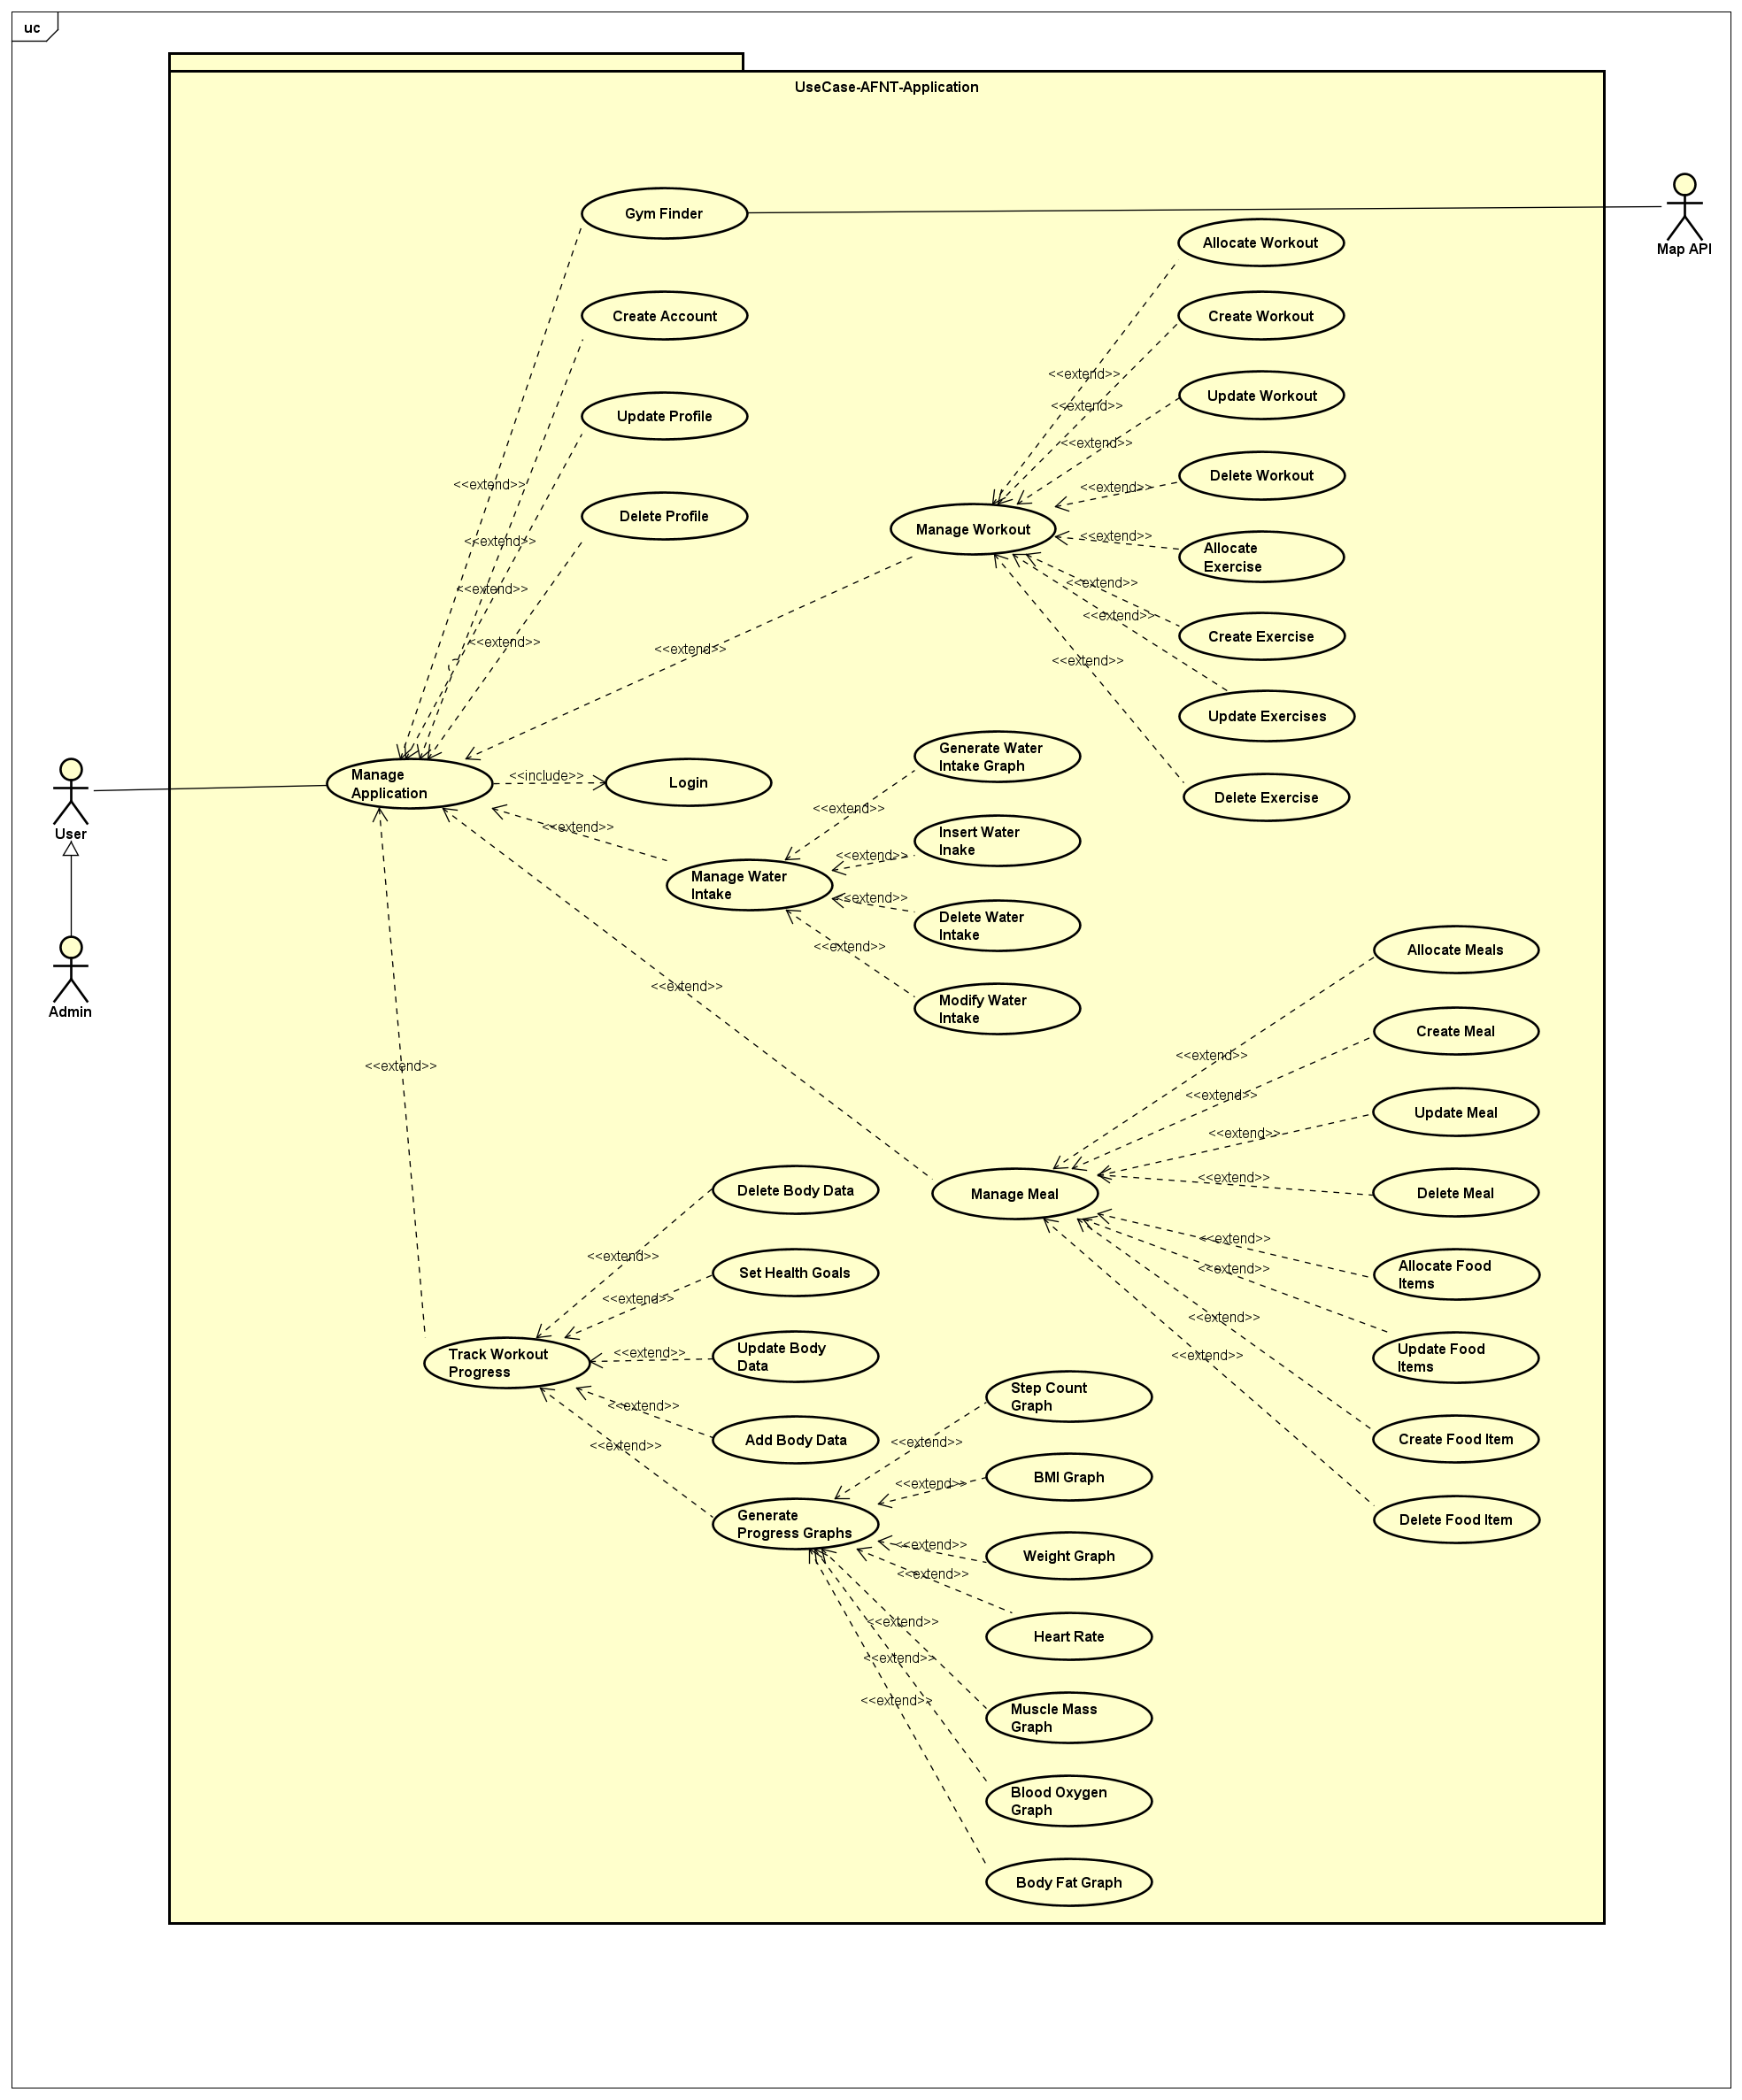 uc
UseCase-AFNT-Application
Gym Finder
Map API
Allocate Workout
Create Account
Create Workout
<<extend>>
<<extend>>
Update Workout
Update Profile
<<extend>>
Delete Workout
<<extend>>
<<extend>>
Delete Profile
Manage Workout
<<extend>>
<<extend>>
Allocate
Exercise
<<extend>>
<<extend>>
<<extend>>
Create Exercise
<<extend>>
<<extend>>
<<extend>>
Update Exercises
Generate Water
Intake Graph
Manage
Application
<<include>>
Login
Delete Exercise
User
<<extend>>
<<extend>>
Insert Water
Inake
<<extend>>
Manage Water
Intake
<<extend>>
Delete Water
Intake
<<extend>>
Allocate Meals
Admin
<<extend>>
Modify Water
Intake
Create Meal
<<extend>>
<<extend>>
<<extend>>
Update Meal
<<extend>>
Delete Body Data
Manage Meal
<<extend>>
Delete Meal
<<extend>>
<<extend>>
Set Health Goals
<<extend>>
Allocate Food
Items
<<extend>>
<<extend>>
Track Workout
Progress
<<extend>>
Update Body
Data
<<extend>>
Update Food
Items
Step Count
Graph
<<extend>>
Add Body Data
<<extend>>
<<extend>>
Create Food Item
BMI Graph
<<extend>>
Generate
Progress Graphs
Delete Food Item
<<extend>>
Weight Graph
<<extend>>
<<extend>>
Heart Rate
<<extend>>
<<extend>>
Muscle Mass
Graph
Blood Oxygen
Graph
Body Fat Graph